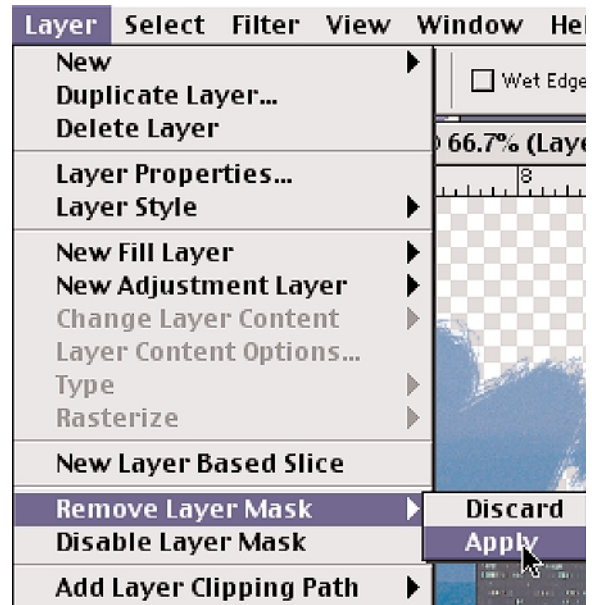 Layer Select Filter View Window
New
Duplicate Layer...
Delete Layer
Wet Edge
66.7% (Laye
8
Layer Properties...
Layer Style
New Fill Layer
New Adjustment Layer
Change Layer Content
Layer Content Options...
Type
Rasterize
New Layer Based Slice
Remove Layer Mask
Discard
Disable Layer Mask
Apply
Add Layer Clipping Path